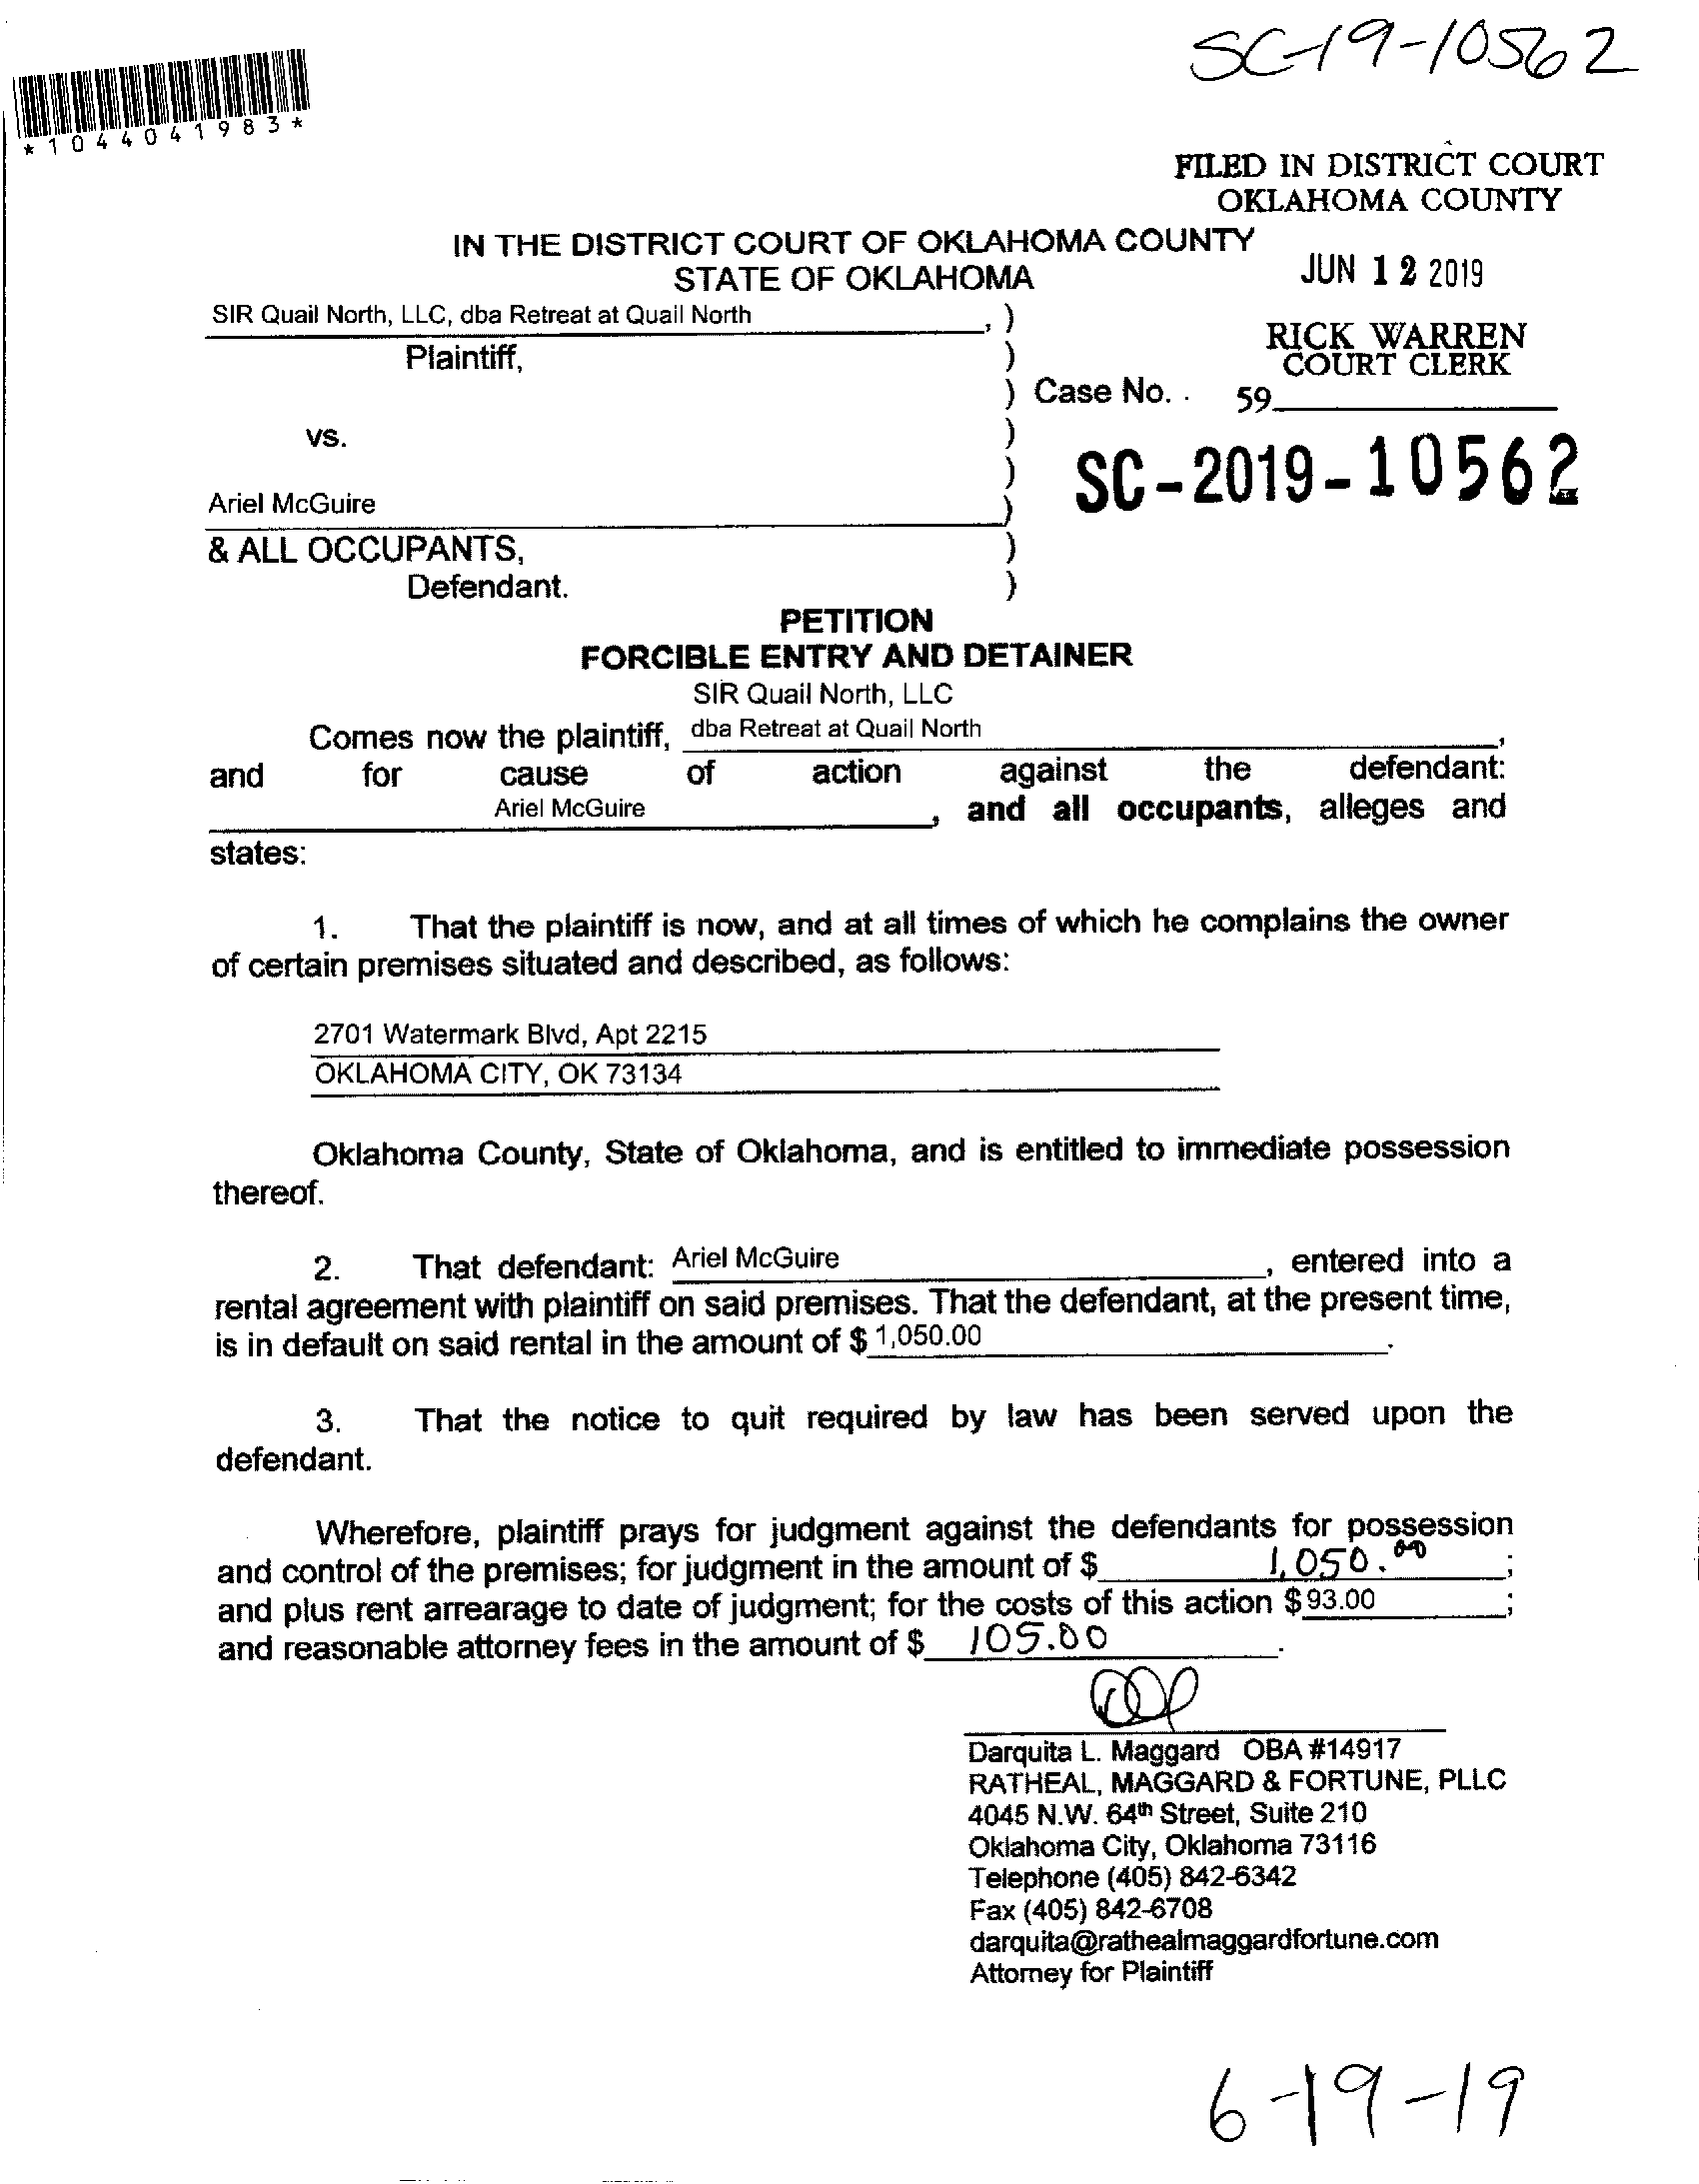 SC-19-10562
*1044041983*
FILED IN DISTRICT COURT
OKLAHOMA COUNTY
IN THE DISTRICT COURT OF OKLAHOMA COUNTY
STATE OF OKLAHOMA
JUN 12 2019
SIR Quail North, LLC, dba Retreat at Quail North , )
RICK WARREN
COURT CLERK
Plaintiff, )
) Case No. . 59
vs. )
) SC-2019-10562
Ariel McGuire )
& ALL OCCUPANTS, )
Defendant. )
PETITION
FORCIBLE ENTRY AND DETAINER
SIR Quail North, LLC
Comes now the plaintiff, dba Retreat at Quail North ,
and for cause of action against the defendant:
Ariel McGuire , and all occupants, alleges and
states:
1. That the plaintiff is now, and at all times of which he complains the owner
of certain premises situated and described, as follows:
2701 Watermark Blvd, Apt 2215
OKLAHOMA CITY, OK 73134
Oklahoma County, State of Oklahoma, and is entitled to immediate possession
thereof.
2. That defendant: Ariel McGuire , entered into a
rental agreement with plaintiff on said premises. That the defendant, at the present time,
is in default on said rental in the amount of $ 1,050.00 .
3. That the notice to quit required by law has been served upon the
defendant.
Wherefore, plaintiff prays for judgment against the defendants for possession
and control of the premises; for judgment in the amount of $ 1,050.00 ;
and plus rent arrearage to date of judgment; for the costs of this action $ 93.00 ;
and reasonable attorney fees in the amount of $ 105.00 .
Darquita L. Maggard OBA #14917
RATHEAL, MAGGARD & FORTUNE, PLLC
4045 N.W. 64th Street, Suite 210
Oklahoma City, Oklahoma 73116
Telephone (405) 842-6342
Fax (405) 842-6708
darquita@rathealmaggardfortune.com
Attorney for Plaintiff
6-19-19